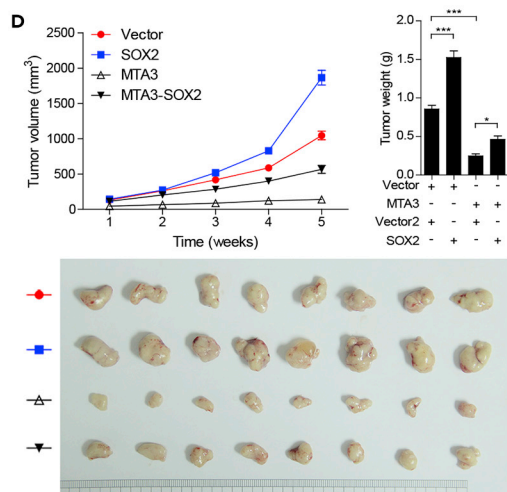 D
Vector
SOX2
MTA3
MTA3-SOX2
Tumor volume (mm³)
2500
2000
1500
1000
500
0
1 2 3 4 5
Time (weeks)
Tumor weight (g)
2.0
1.5
1.0
0.5
0.0
***
***
*
Vector + + - -
MTA3 - - + +
Vector2 + - + -
SOX2 - + - +